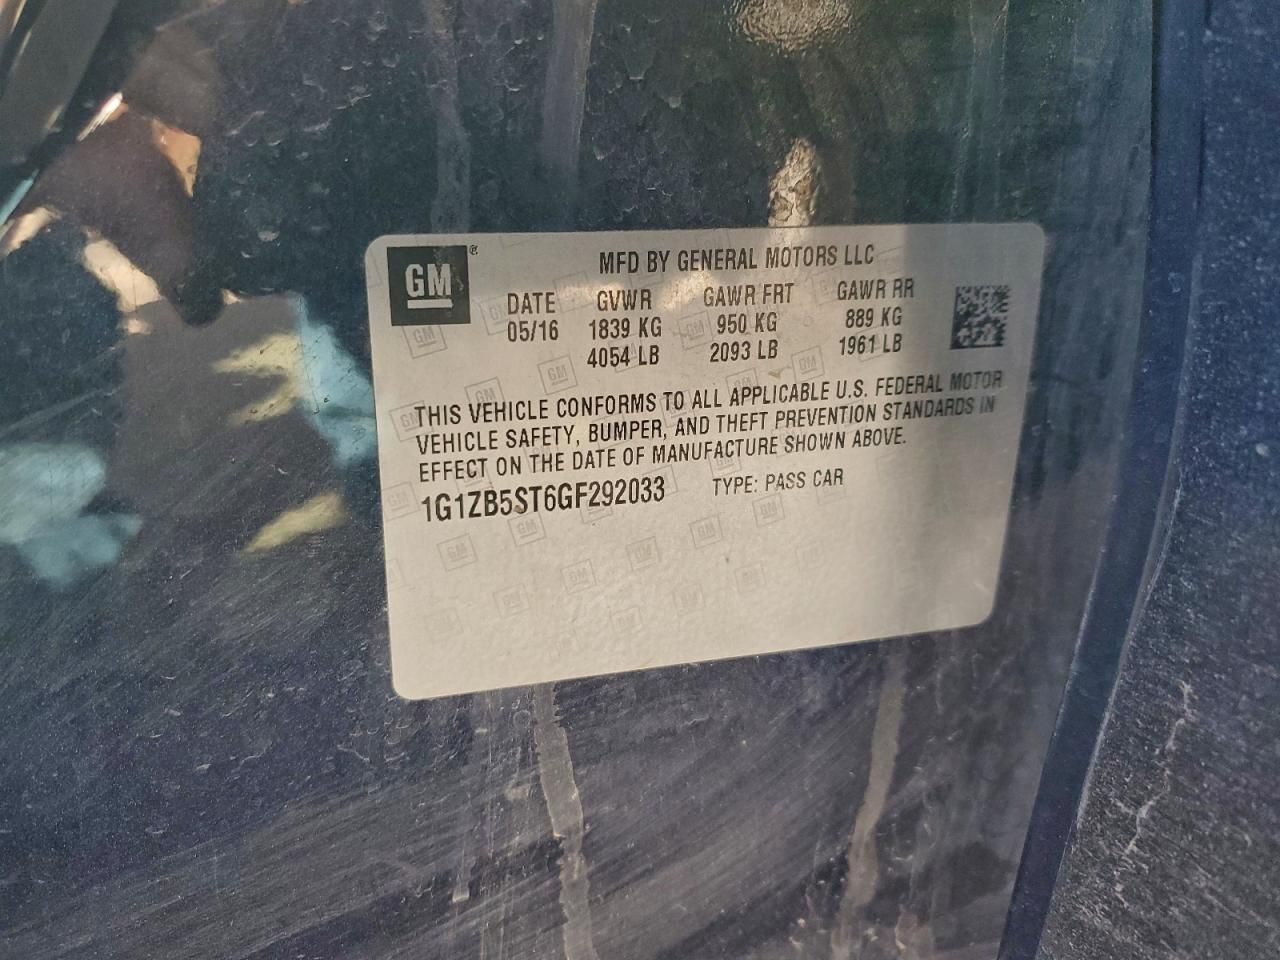 GM ®
MFD BY GENERAL MOTORS LLC
DATE GVWR GAWR FRT GAWR RR
05/16 1839 KG 950 KG 889 KG
4054 LB 2093 LB 1961 LB
THIS VEHICLE CONFORMS TO ALL APPLICABLE U.S. FEDERAL MOTOR
VEHICLE SAFETY, BUMPER, AND THEFT PREVENTION STANDARDS IN
EFFECT ON THE DATE OF MANUFACTURE SHOWN ABOVE.
1G1ZB5ST6GF292033 TYPE: PASS CAR